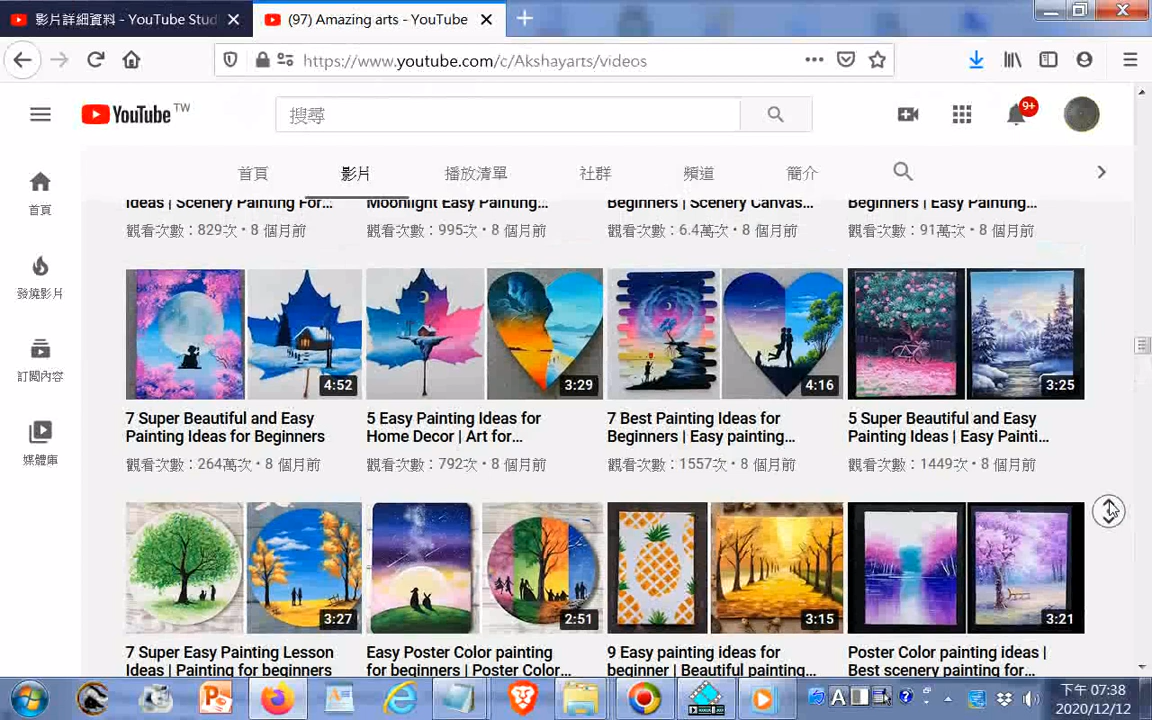 影片詳細資料 - YouTube Stud
(97) Amazing arts - YouTube
https://www.youtube.com/c/Akshayarts/videos
YouTube TW
搜尋
9+
首頁
影片
播放清單
社群
頻道
簡介
首頁
發燒影片
訂閱內容
媒體庫
Ideas | Scenery Painting For...
觀看次數：829次 • 8 個月前
Moonlight Easy Painting...
觀看次數：995次 • 8 個月前
Beginners | Scenery Canvas...
觀看次數：6.4萬次 • 8 個月前
Beginners | Easy Painting...
觀看次數：91萬次 • 8 個月前
4:52
7 Super Beautiful and Easy
Painting Ideas for Beginners
觀看次數：264萬次 • 8 個月前
3:29
5 Easy Painting Ideas for
Home Decor | Art for...
觀看次數：792次 • 8 個月前
4:16
7 Best Painting Ideas for
Beginners | Easy painting...
觀看次數：1557次 • 8 個月前
3:25
5 Super Beautiful and Easy
Painting Ideas | Easy Painti...
觀看次數：1449次 • 8 個月前
3:27
7 Super Easy Painting Lesson
Ideas | Painting for beginners
2:51
Easy Poster Color painting
for beginners | Poster Color...
3:15
9 Easy painting ideas for
beginner | Beautiful painting...
3:21
Poster Color painting ideas |
Best scenery painting for...
下午 07:38
2020/12/12